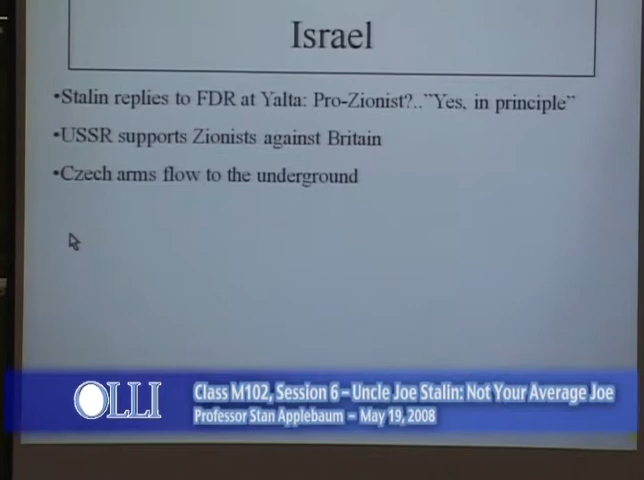 Israel
•Stalin replies to FDR at Yalta: Pro-Zionist?.."Yes, in principle"
•USSR supports Zionists against Britain
•Czech arms flow to the underground
OLLI
Class M102, Session 6 – Uncle Joe Stalin: Not Your Average Joe
Professor Stan Applebaum – May 19, 2008